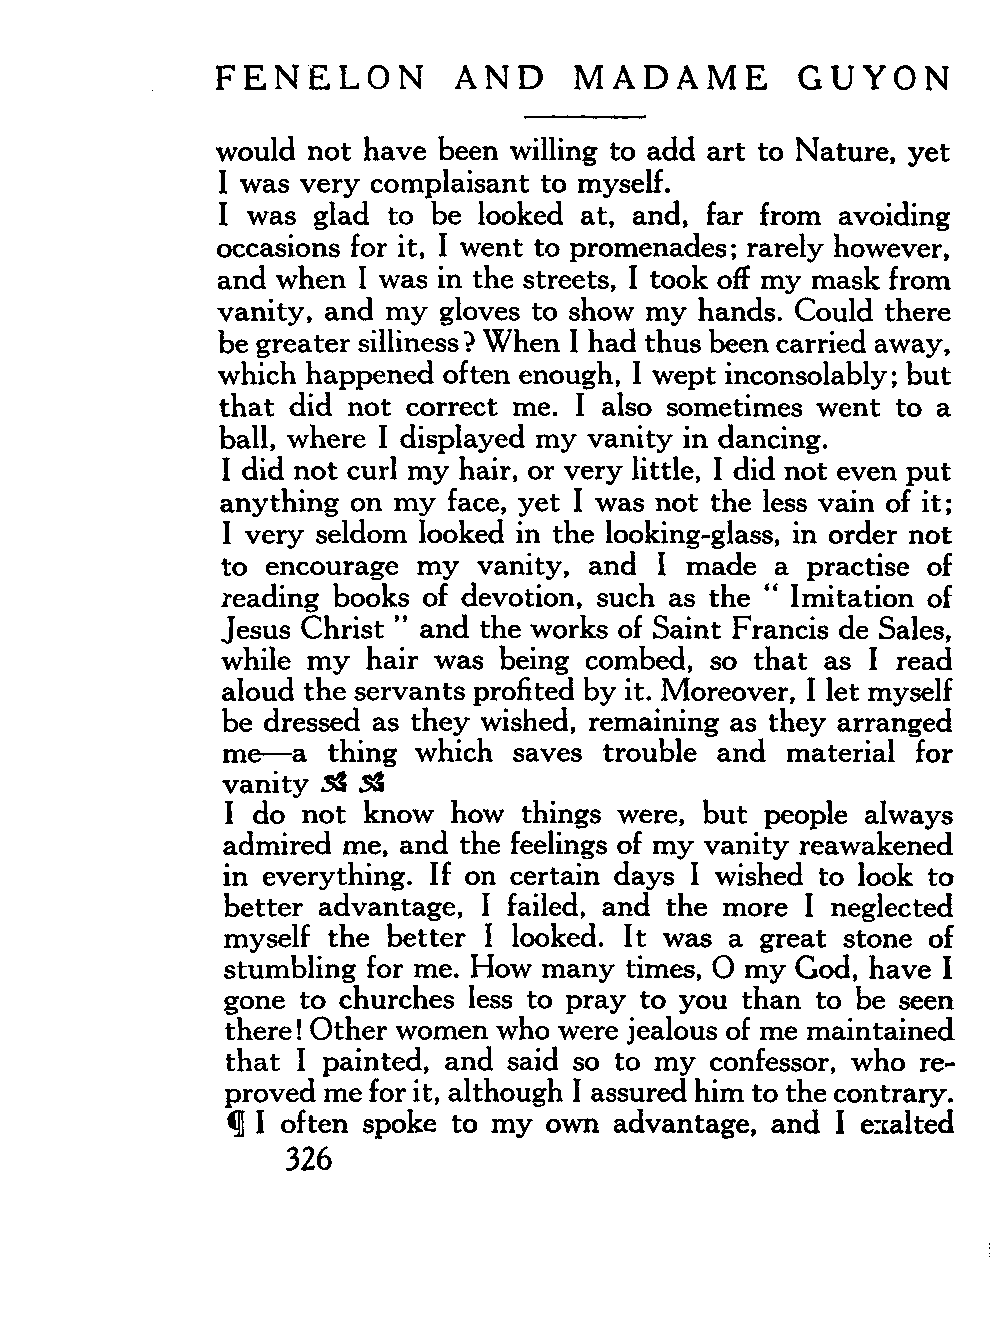 FENELON AND MADAME GUYON
would not have been willing to add art to Nature, yet
I was very complaisant to myself.
I was glad to be looked at, and, far from avoiding
occasions for it, I went to promenades; rarely however,
and when I was in the streets, I took off my mask from
vanity, and my gloves to show my hands. Could there
be greater silliness? When I had thus been carried away,
which happened often enough, I wept inconsolably; but
that did not correct me. I also sometimes went to a
ball, where I displayed my vanity in dancing.
I did not curl my hair, or very little, I did not even put
anything on my face, yet I was not the less vain of it;
I very seldom looked in the looking-glass, in order not
to encourage my vanity, and I made a practise of
reading books of devotion, such as the “ Imitation of
Jesus Christ ” and the works of Saint Francis de Sales,
while my hair was being combed, so that as I read
aloud the servants profited by it. Moreover, I let myself
be dressed as they wished, remaining as they arranged
me—a thing which saves trouble and material for
vanity
I do not know how things were, but people always
admired me, and the feelings of my vanity reawakened
in everything. If on certain days I wished to look to
better advantage, I failed, and the more I neglected
myself the better I looked. It was a great stone of
stumbling for me. How many times, O my God, have I
gone to churches less to pray to you than to be seen
there! Other women who were jealous of me maintained
that I painted, and said so to my confessor, who re-
proved me for it, although I assured him to the contrary.
¶ I often spoke to my own advantage, and I exalted
326